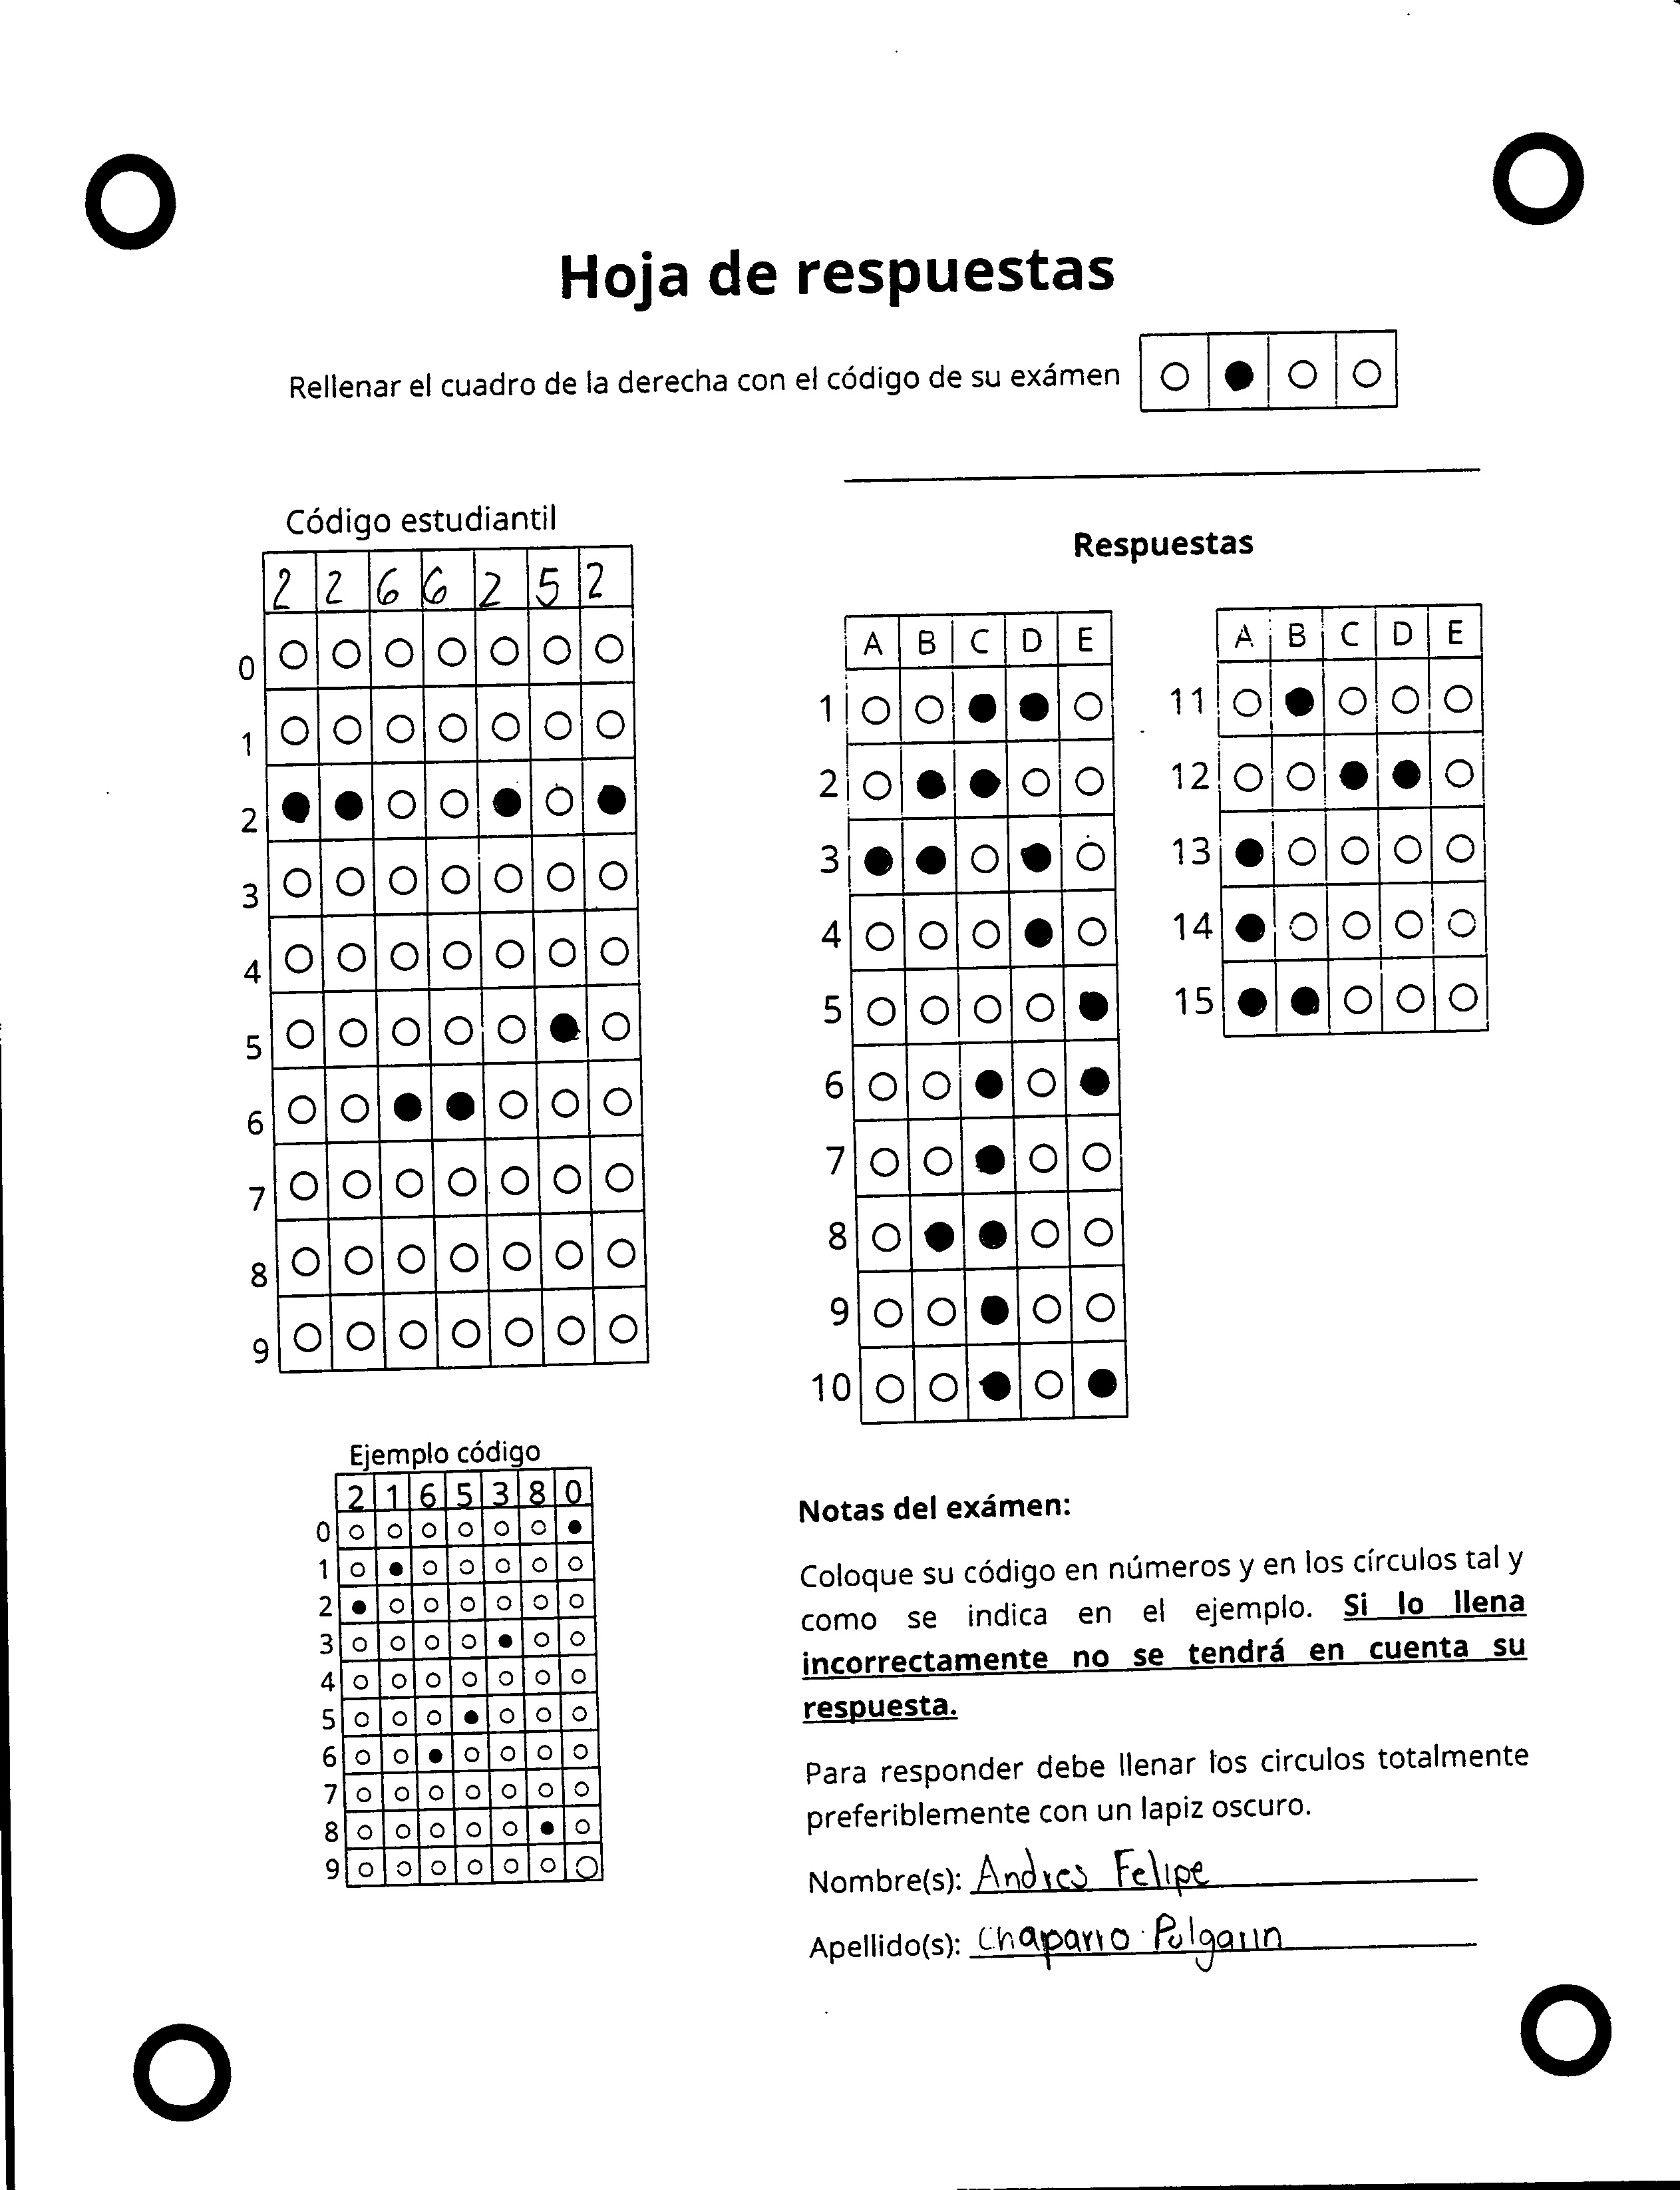 Hoja de respuestas
Rellenar el cuadro de la derecha con el código de su exámen
Código estudiantil
2 2 6 6 2 5 2
0
1
2
3
4
5
6
7
8
9
Respuestas
A B C D E
1
2
3
4
5
6
7
8
9
10
A B C D E
11
12
13
14
15
Ejemplo código
2 1 6 5 3 8 0
0
1
2
3
4
5
6
7
8
9
Notas del exámen:
Coloque su código en números y en los círculos tal y
como se indica en el ejemplo. Si lo llena
incorrectamente no se tendrá en cuenta su
respuesta.
Para responder debe llenar los circulos totalmente
preferiblemente con un lapiz oscuro.
Nombre(s): Andres Felipe
Apellido(s): Chaparro Pulgarin